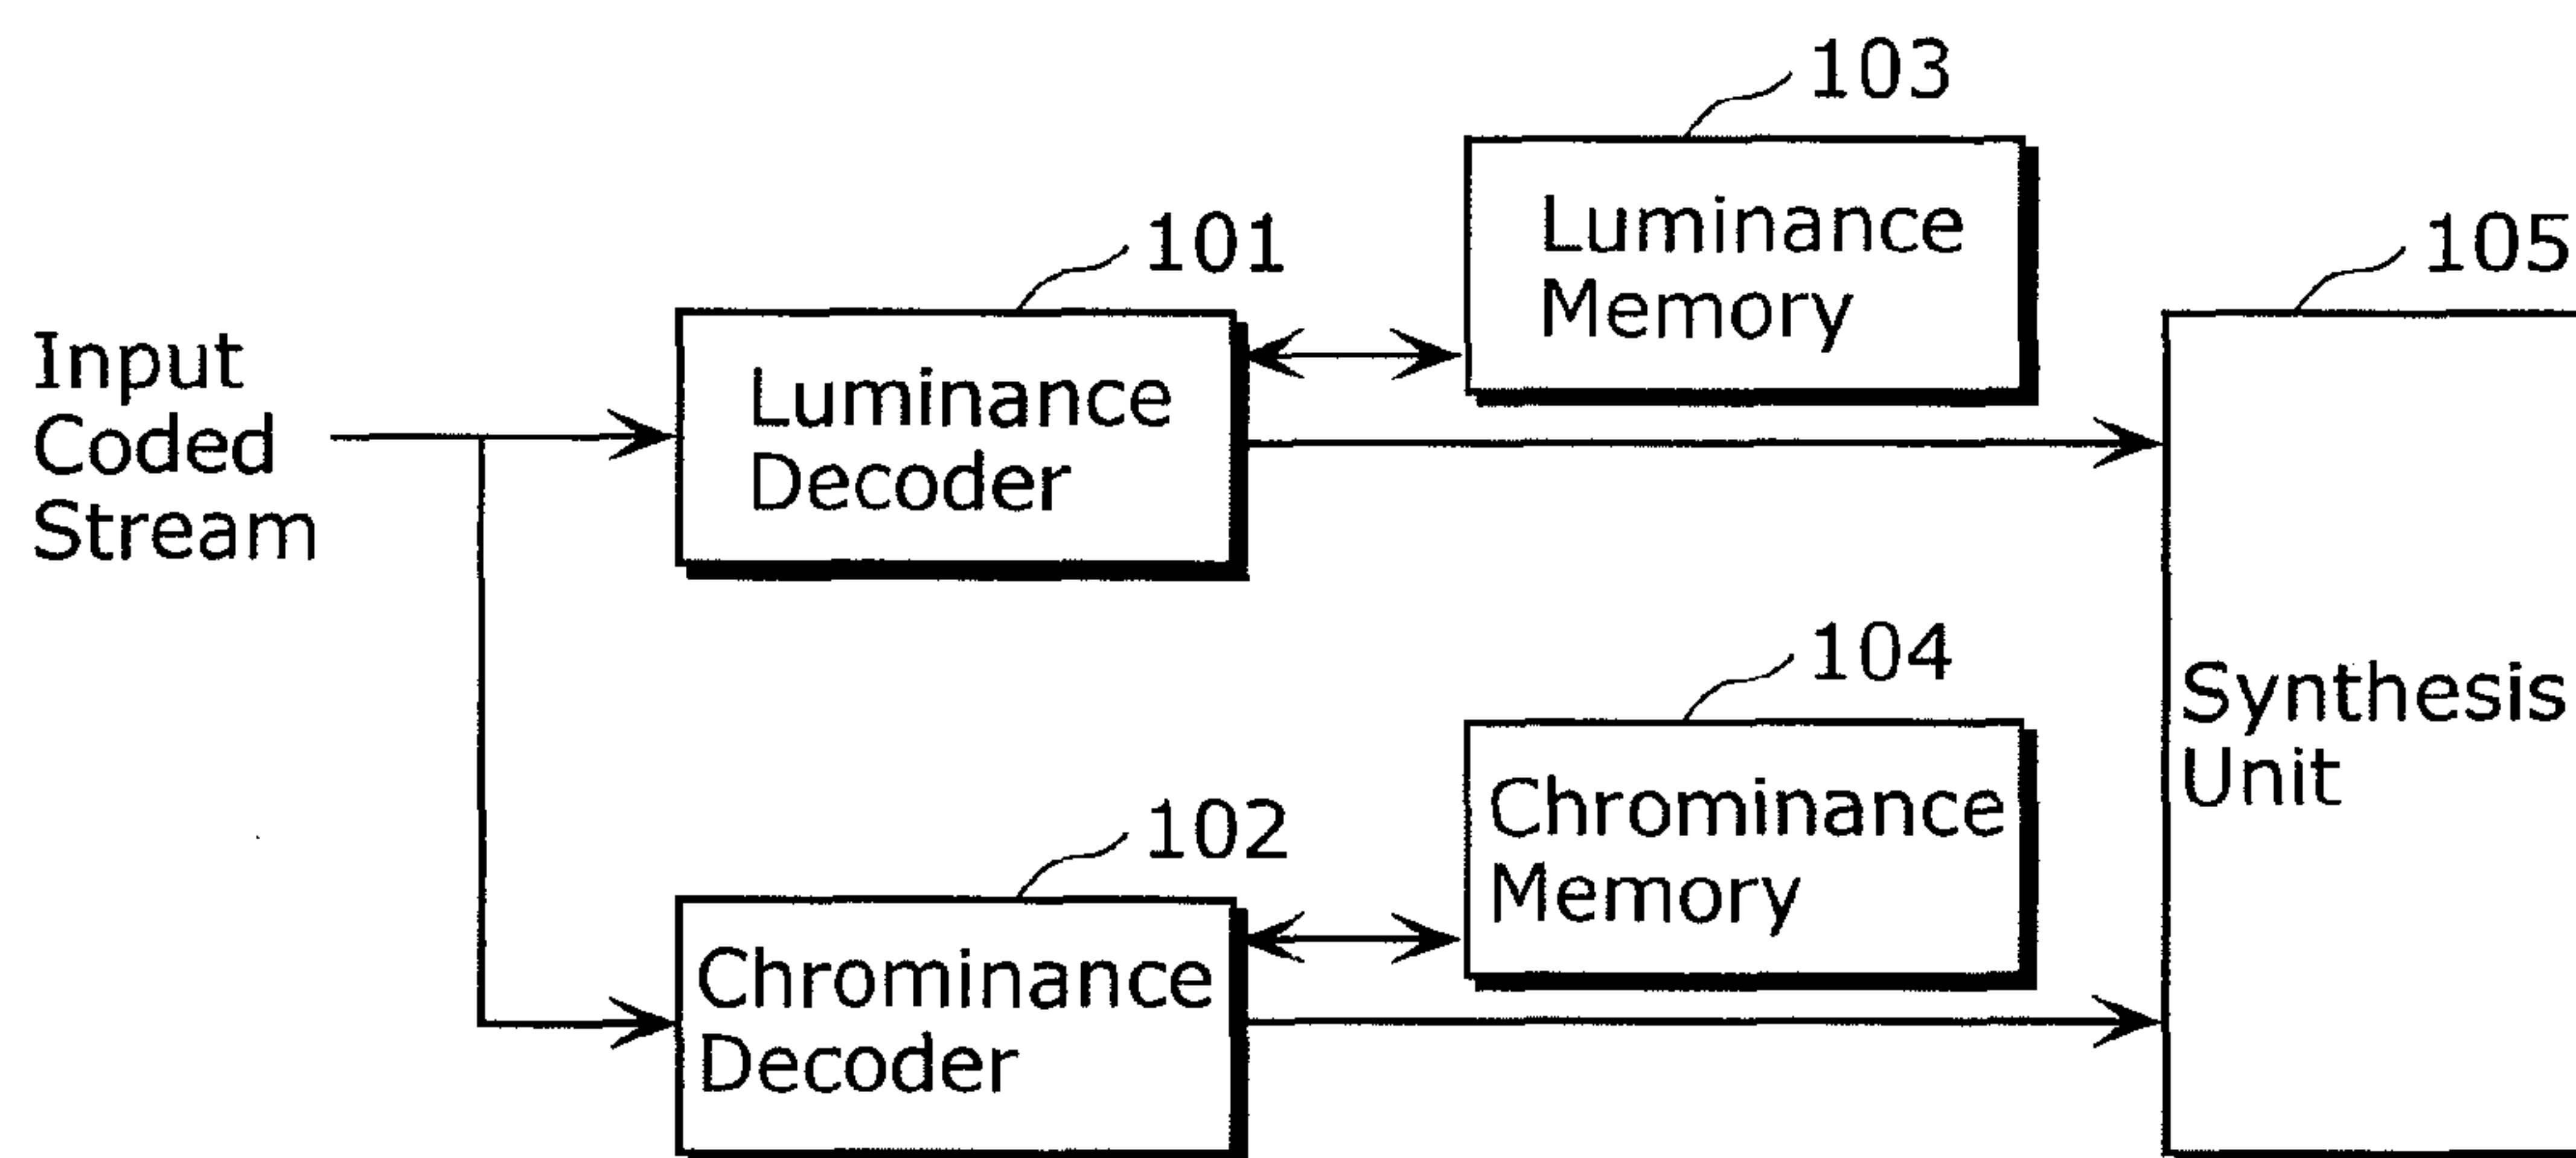 103
Luminance
Memory
101
105
Input
Coded
Stream
Luminance
Decoder
104
Chrominance
Memory
Synthesis
Unit
102
Chrominance
Decoder